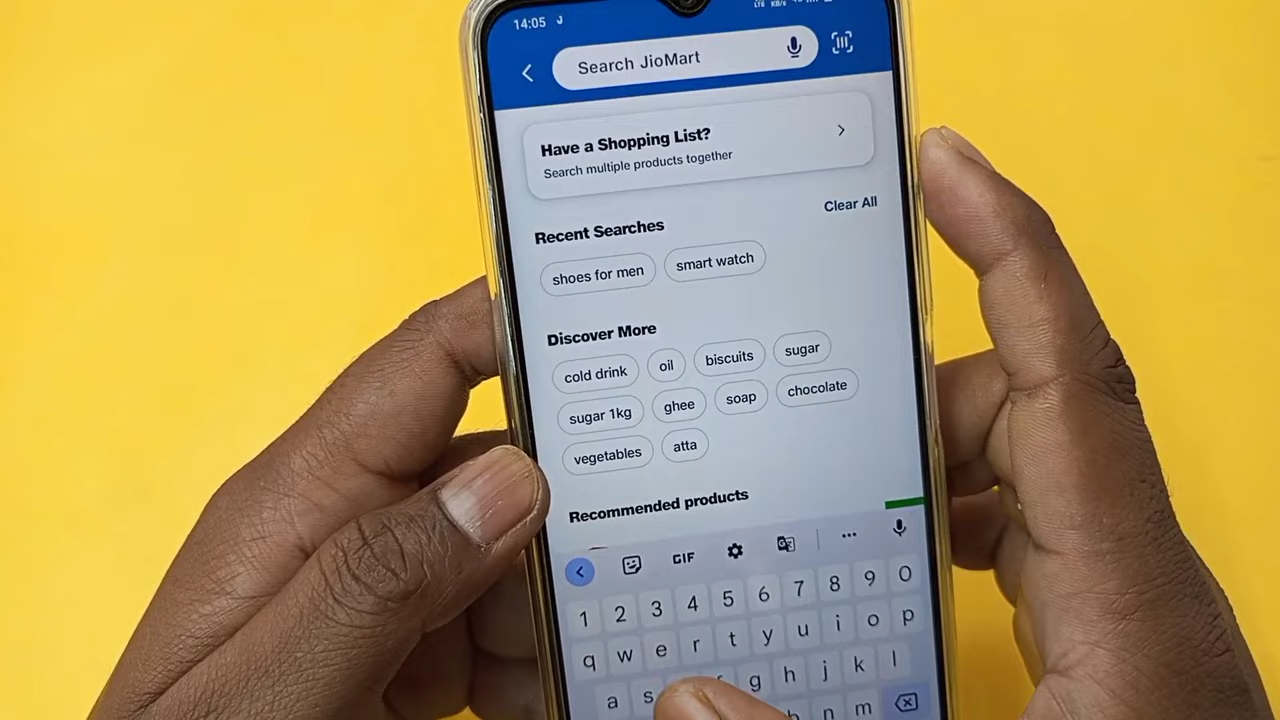 14:05
Search JioMart
Have a Shopping List?
Search multiple products together
Recent Searches
Clear All
shoes for men
smart watch
Discover More
cold drink
oil
biscuits
sugar
sugar 1kg
ghee
soap
chocolate
vegetables
atta
Recommended products
GIF
1 2 3 4 5 6 7 8 9 0
q w e r t y u i o p
a s g h j k l
n m